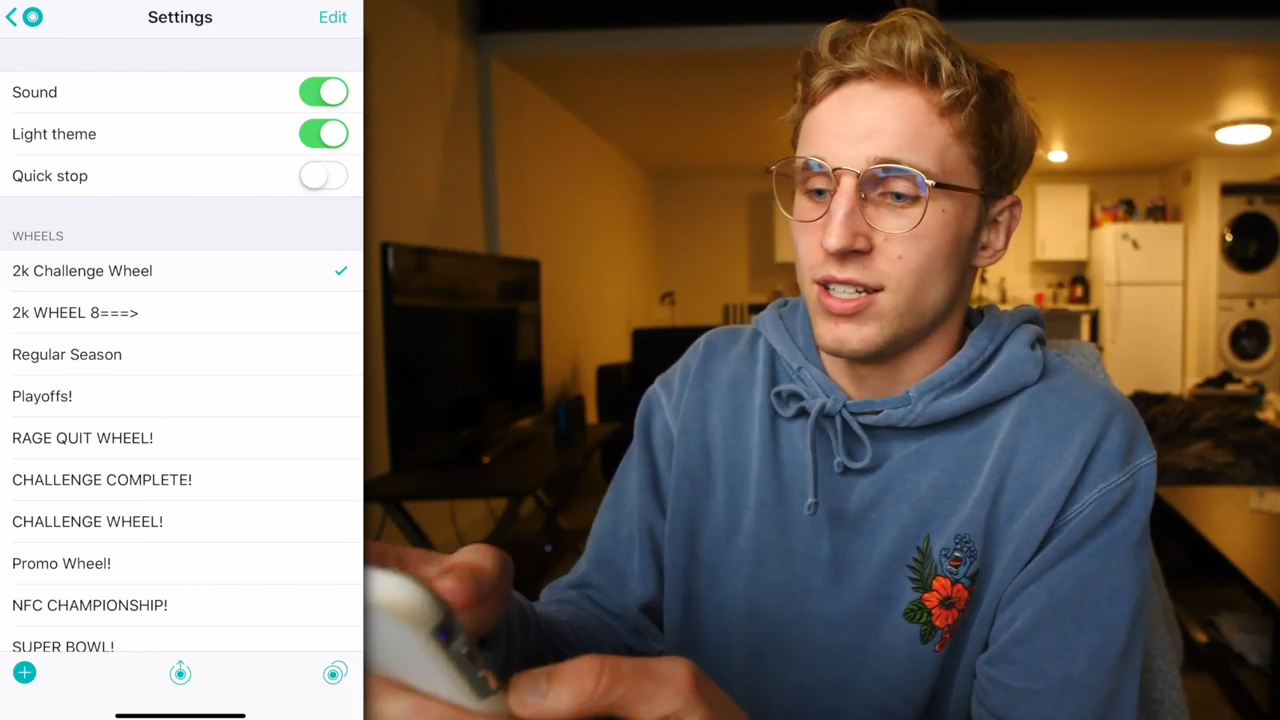 Settings
Edit
Sound
Light theme
Quick stop
WHEELS
2k Challenge Wheel
2k WHEEL 8===>
Regular Season
Playoffs!
RAGE QUIT WHEEL!
CHALLENGE COMPLETE!
CHALLENGE WHEEL!
Promo Wheel!
NFC CHAMPIONSHIP!
SUPER BOWL!